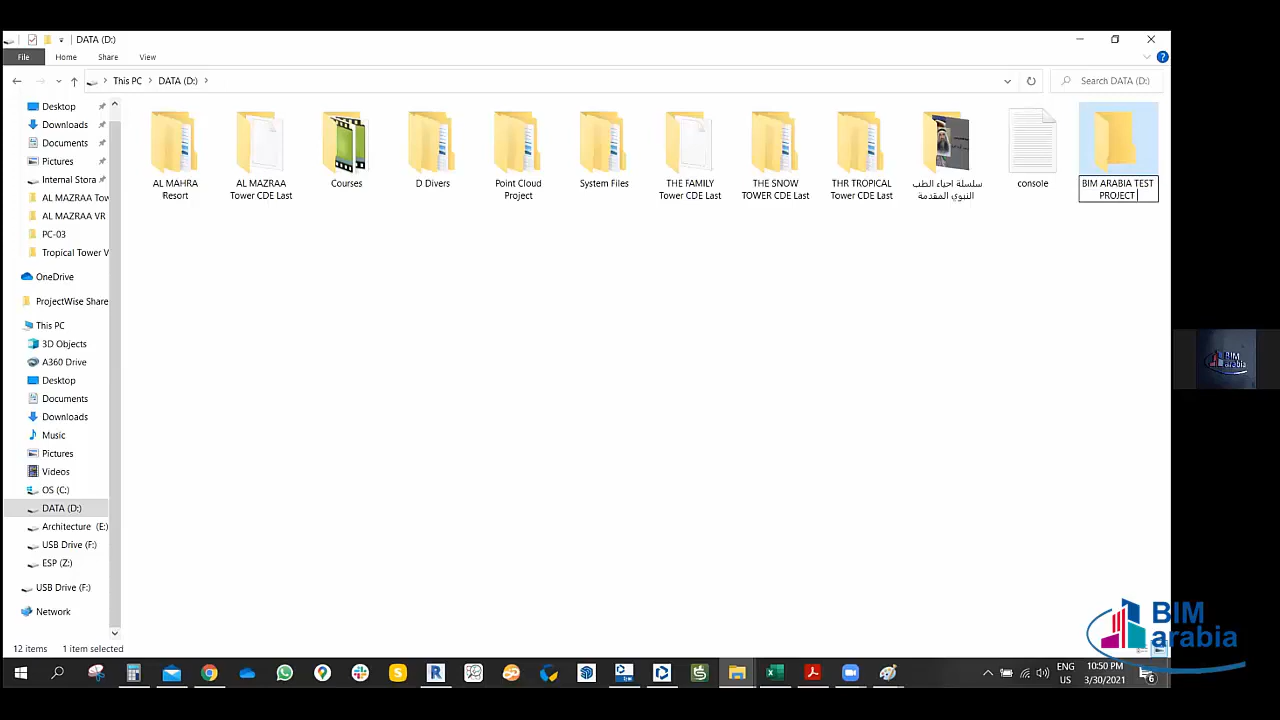 DATA (D:)
File Home Share View
This PC > DATA (D:) >
Search DATA (D:)
Desktop
Downloads
Documents
Pictures
Internal Stora
AL MAZRAA Tow
AL MAZRAA VR
PC-03
Tropical Tower V
OneDrive
ProjectWise Share
This PC
3D Objects
A360 Drive
Desktop
Documents
Downloads
Music
Pictures
Videos
OS (C:)
DATA (D:)
Architecture (E:)
USB Drive (F:)
ESP (Z:)
USB Drive (F:)
Network
AL MAHRA
Resort
AL MAZRAA
Tower CDE Last
Courses
D Divers
Point Cloud
Project
System Files
THE FAMILY
Tower CDE Last
THE SNOW
TOWER CDE Last
THR TROPICAL
Tower CDE Last
سلسلة احياء الطب
النبوي المقدمة
console
BIM ARABIA TEST
PROJECT
BIM
arabia
12 items 1 item selected
BIM
arabia
ENG
US
10:50 PM
3/30/2021
6